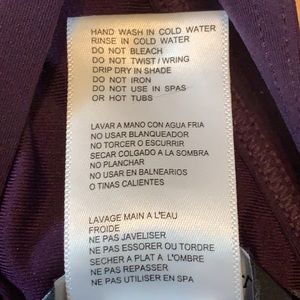 HAND WASH IN COLD WATER
RINSE IN COLD WATER
DO NOT BLEACH
DO NOT TWIST / WRING
DRIP DRY IN SHADE
DO NOT IRON
DO NOT USE IN SPAS
OR HOT TUBS
LAVAR A MANO CON AGUA FRIA
NO USAR BLANQUEADOR
NO TORCER O ESCURRIR
SECAR COLGADO A LA SOMBRA
NO PLANCHAR
NO USAR EN BALNEARIOS
O TINAS CALIENTES
LAVAGE MAIN A L'EAU
FROIDE
NE PAS JAVELISER
NE PAS ESSORER OU TORDRE
SECHER A PLAT A L'OMBRE
NE PAS REPASSER
NE PAS UTILISER EN SPA